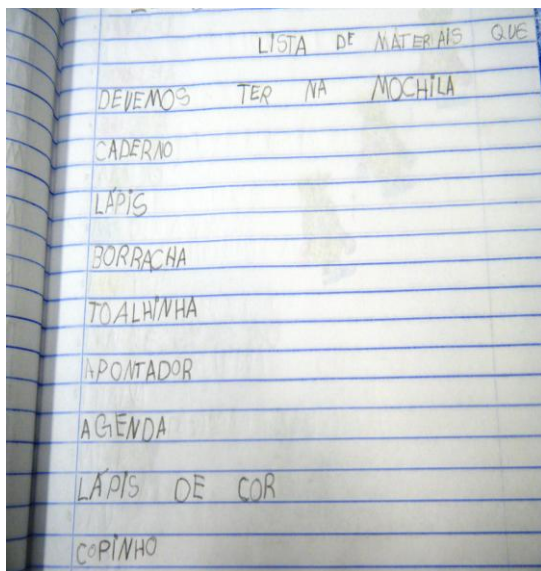 LISTA DE MATERIAIS QUE
DEVEMOS TER NA MOCHILA
CADERNO
LÁPIS
BORRACHA
TOALHINHA
APONTADOR
AGENDA
LÁPIS DE COR
COPINHO